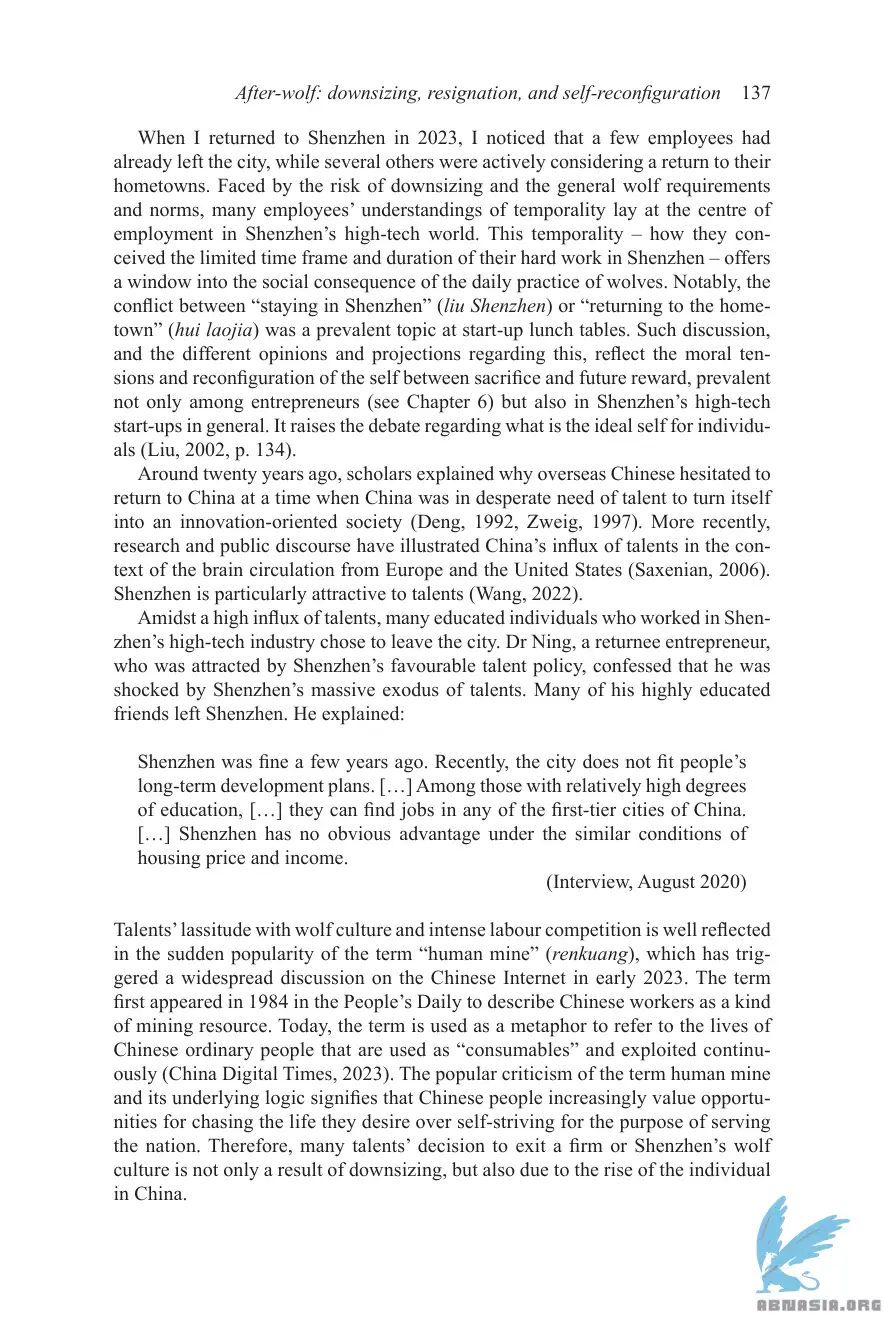 After-wolf: downsizing, resignation, and self-reconfiguration 137
When I returned to Shenzhen in 2023, I noticed that a few employees had
already left the city, while several others were actively considering a return to their
hometowns. Faced by the risk of downsizing and the general wolf requirements
and norms, many employees’ understandings of temporality lay at the centre of
employment in Shenzhen’s high-tech world. This temporality – how they con-
ceived the limited time frame and duration of their hard work in Shenzhen – offers
a window into the social consequence of the daily practice of wolves. Notably, the
conflict between “staying in Shenzhen” (liu Shenzhen) or “returning to the home-
town” (hui laojia) was a prevalent topic at start-up lunch tables. Such discussion,
and the different opinions and projections regarding this, reflect the moral ten-
sions and reconfiguration of the self between sacrifice and future reward, prevalent
not only among entrepreneurs (see Chapter 6) but also in Shenzhen’s high-tech
start-ups in general. It raises the debate regarding what is the ideal self for individu-
als (Liu, 2002, p. 134).
Around twenty years ago, scholars explained why overseas Chinese hesitated to
return to China at a time when China was in desperate need of talent to turn itself
into an innovation-oriented society (Deng, 1992, Zweig, 1997). More recently,
research and public discourse have illustrated China’s influx of talents in the con-
text of the brain circulation from Europe and the United States (Saxenian, 2006).
Shenzhen is particularly attractive to talents (Wang, 2022).
Amidst a high influx of talents, many educated individuals who worked in Shen-
zhen’s high-tech industry chose to leave the city. Dr Ning, a returnee entrepreneur,
who was attracted by Shenzhen’s favourable talent policy, confessed that he was
shocked by Shenzhen’s massive exodus of talents. Many of his highly educated
friends left Shenzhen. He explained:
Shenzhen was fine a few years ago. Recently, the city does not fit people’s
long-term development plans. […] Among those with relatively high degrees
of education, […] they can find jobs in any of the first-tier cities of China.
[…] Shenzhen has no obvious advantage under the similar conditions of
housing price and income.
(Interview, August 2020)
Talents’ lassitude with wolf culture and intense labour competition is well reflected
in the sudden popularity of the term “human mine” (renkuang), which has trig-
gered a widespread discussion on the Chinese Internet in early 2023. The term
first appeared in 1984 in the People’s Daily to describe Chinese workers as a kind
of mining resource. Today, the term is used as a metaphor to refer to the lives of
Chinese ordinary people that are used as “consumables” and exploited continu-
ously (China Digital Times, 2023). The popular criticism of the term human mine
and its underlying logic signifies that Chinese people increasingly value opportu-
nities for chasing the life they desire over self-striving for the purpose of serving
the nation. Therefore, many talents’ decision to exit a firm or Shenzhen’s wolf
culture is not only a result of downsizing, but also due to the rise of the individual
in China.
ABNASIA.ORG